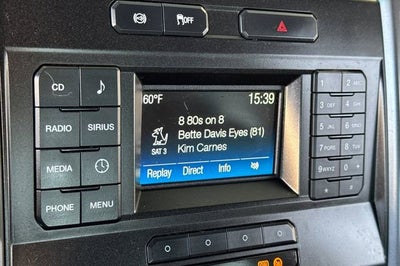 OFF
60°F 15:39
8 80s on 8
Bette Davis Eyes (81)
SAT 3 Kim Carnes
Replay Direct Info
CD
RADIO SIRIUS
MEDIA
PHONE MENU
1 2 ABC
3 DEF 4 GHI
5 JKL 6 MNO
7 PQRS 8 TUV
9 WXYZ 0
* #